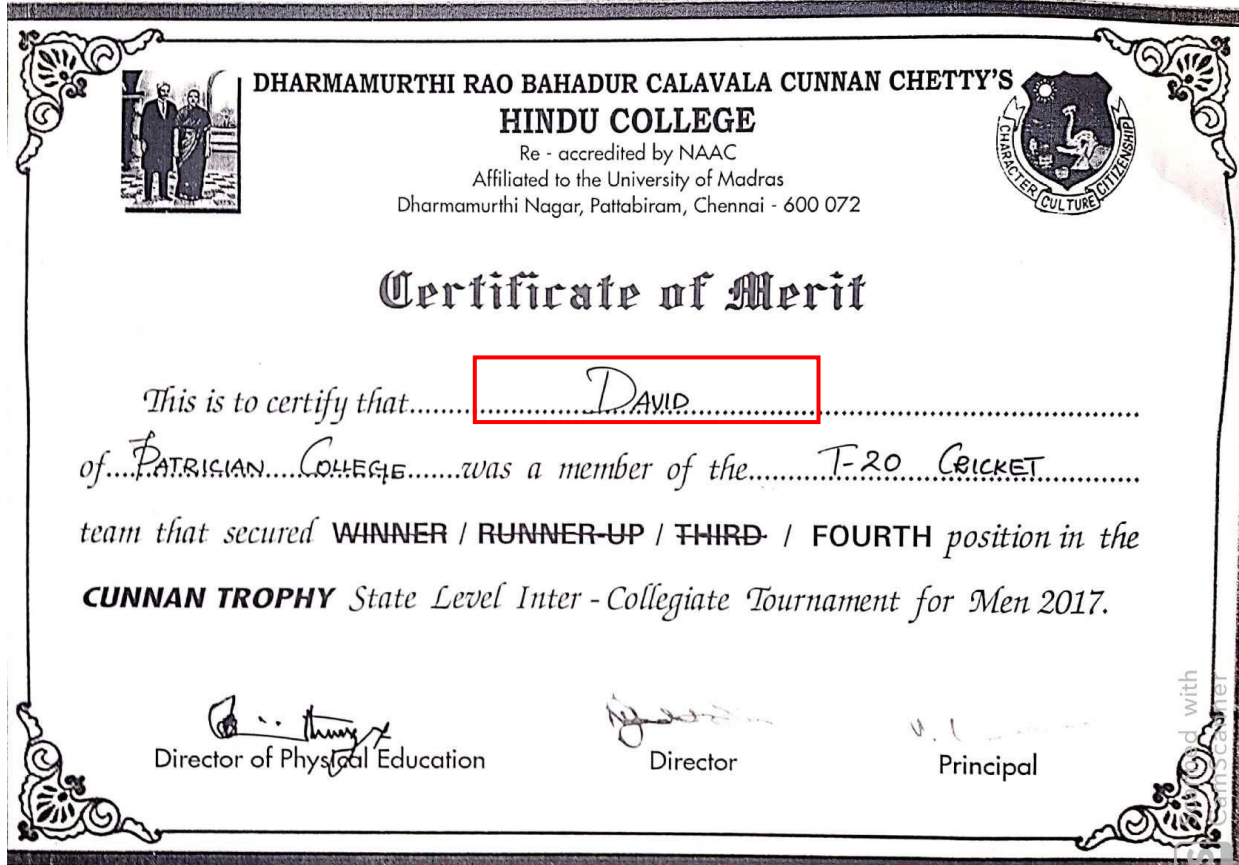 DHARMAMURTHI RAO BAHADUR CALAVALA CUNNAN CHETTY'S
HINDU COLLEGE
Re - accredited by NAAC
Affiliated to the University of Madras
Dharmamurthi Nagar, Pattabiram, Chennai - 600 072
CHARACTER CULTURE CITIZENSHIP
Certificate of Merit
This is to certify that DAVID
of PATRICIAN COLLEGE was a member of the T-20 CRICKET
team that secured WINNER / RUNNER-UP / THIRD / FOURTH position in the
CUNNAN TROPHY State Level Inter - Collegiate Tournament for Men 2017.
Director of Physical Education
Director
Principal
Scanned with
CamScanner